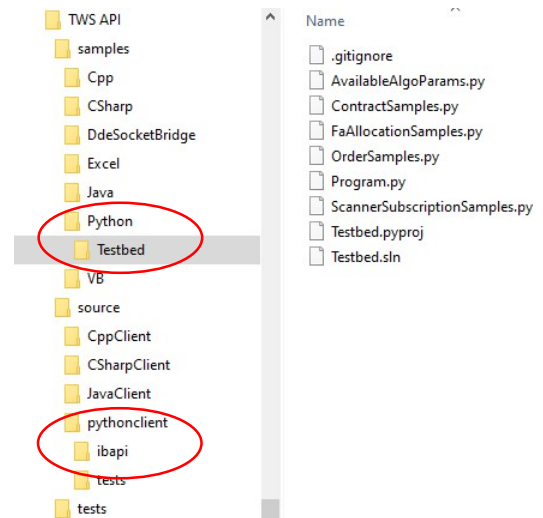 TWS API
samples
Cpp
CSharp
DdeSocketBridge
Excel
Java
Python
Testbed
VB
source
CppClient
CSharpClient
JavaClient
pythonclient
ibapi
tests
tests
Name
.gitignore
AvailableAlgoParams.py
ContractSamples.py
FaAllocationSamples.py
OrderSamples.py
Program.py
ScannerSubscriptionSamples.py
Testbed.pyproj
Testbed.sln